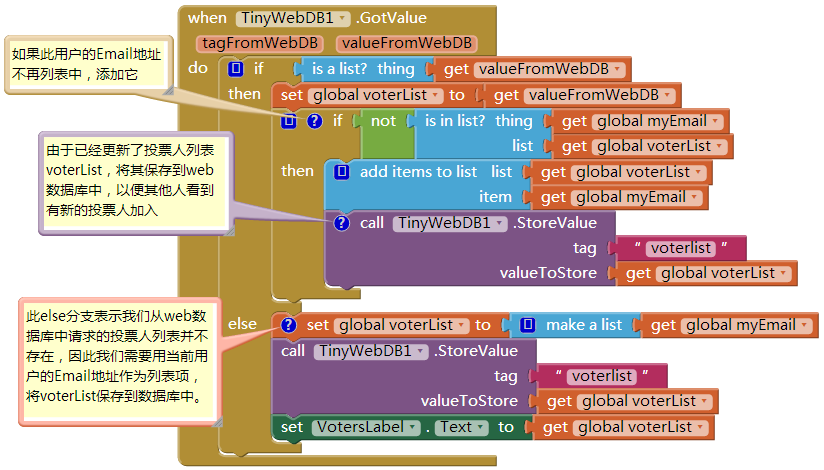 when TinyWebDB1 .GotValue
tagFromWebDB valueFromWebDB
如果此用户的Email地址
不再列表中，添加它
do if is a list? thing get valueFromWebDB
then set global voterList to get valueFromWebDB
if not is in list? thing get global myEmail
list get global voterList
由于已经更新了投票人列表
voterList，将其保存到web
数据库中，以便其他人看到
有新的投票人加入
then add items to list list get global voterList
item get global myEmail
call TinyWebDB1 .StoreValue
tag “ voterlist ”
valueToStore get global voterList
此else分支表示我们从web数
据库中请求的投票人列表并不
存在，因此我们需要用当前用
户的Email地址作为列表项，
将voterList保存到数据库中。
else set global voterList to make a list get global myEmail
call TinyWebDB1 .StoreValue
tag “ voterlist ”
valueToStore get global voterList
set VotersLabel . Text to get global voterList